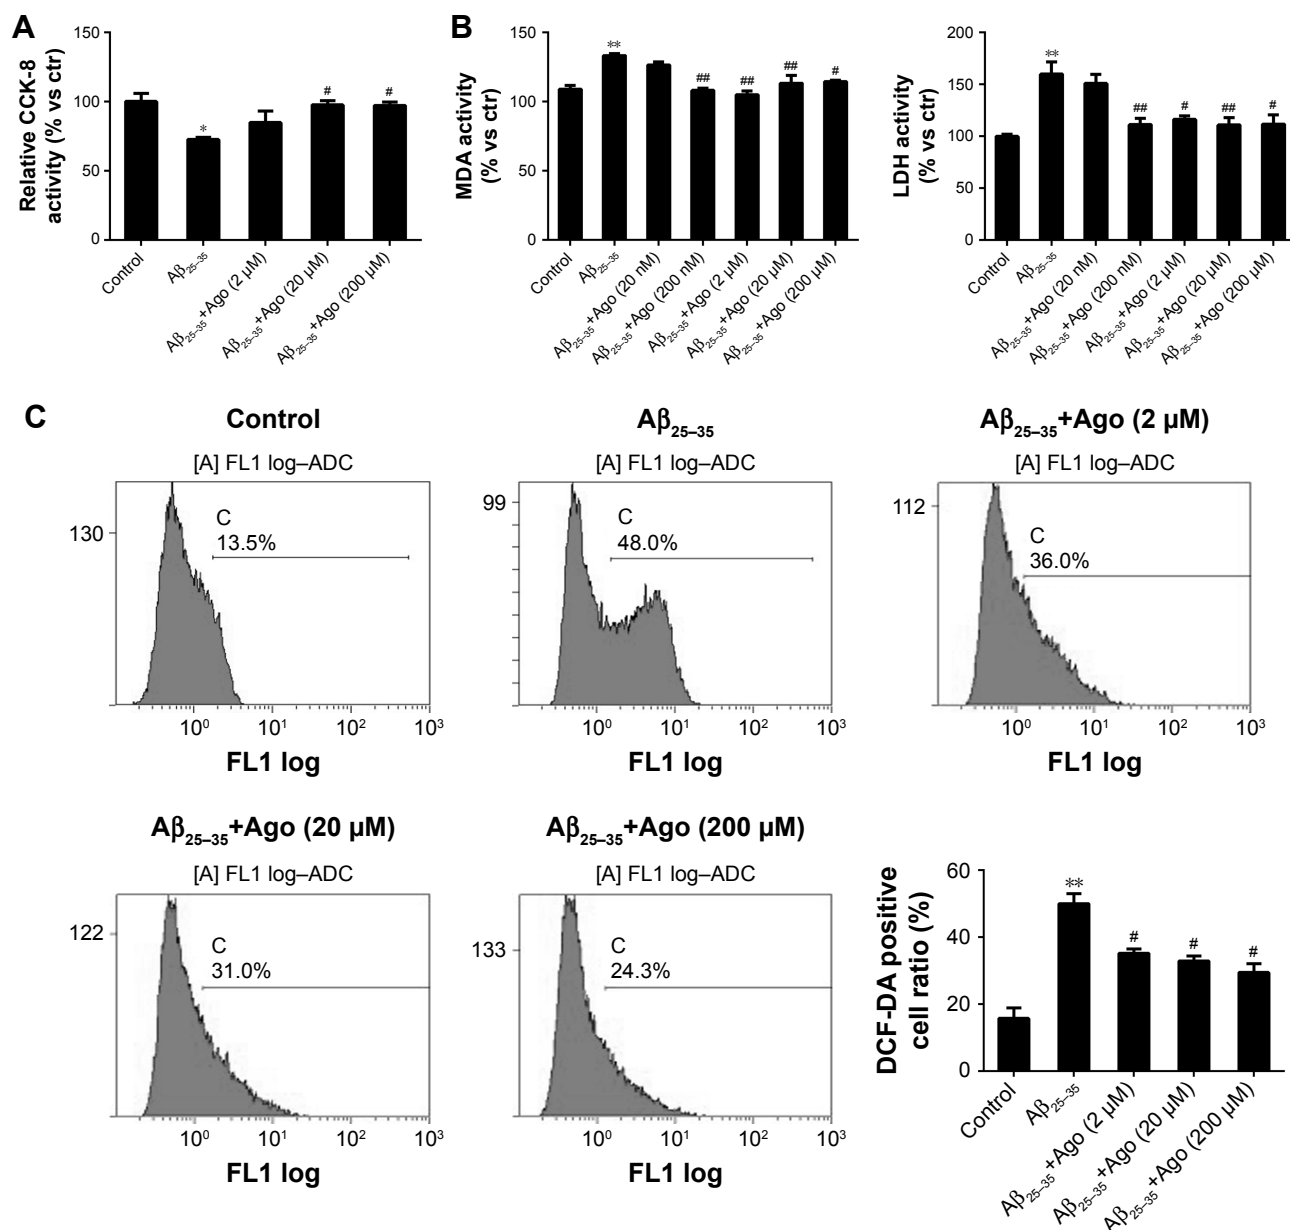 A
Relative CCK-8
activity (% vs ctr)
150
100
50
0
*
#
#
Control
Aβ25–35
Aβ25–35+Ago (2 µM)
Aβ25–35+Ago (20 µM)
Aβ25–35+Ago (200 µM)
B
MDA activity
(% vs ctr)
150
100
50
0
**
##
##
##
#
Control
Aβ25–35
Aβ25–35+Ago (20 nM)
Aβ25–35+Ago (200 nM)
Aβ25–35+Ago (2 µM)
Aβ25–35+Ago (20 µM)
Aβ25–35+Ago (200 µM)
LDH activity
(% vs ctr)
200
150
100
50
0
**
##
#
##
#
Control
Aβ25–35
Aβ25–35+Ago (20 nM)
Aβ25–35+Ago (200 nM)
Aβ25–35+Ago (2 µM)
Aβ25–35+Ago (20 µM)
Aβ25–35+Ago (200 µM)
C
Control
[A] FL1 log–ADC
130
C
13.5%
10⁰ 10¹ 10² 10³
FL1 log
Aβ25–35
[A] FL1 log–ADC
99
C
48.0%
10⁰ 10¹ 10² 10³
FL1 log
Aβ25–35+Ago (2 µM)
[A] FL1 log–ADC
112
C
36.0%
10⁰ 10¹ 10² 10³
FL1 log
Aβ25–35+Ago (20 µM)
[A] FL1 log–ADC
122
C
31.0%
10⁰ 10¹ 10² 10³
FL1 log
Aβ25–35+Ago (200 µM)
[A] FL1 log–ADC
133
C
24.3%
10⁰ 10¹ 10² 10³
FL1 log
DCF-DA positive
cell ratio (%)
60
40
20
0
**
#
#
#
Control
Aβ25–35
Aβ25–35+Ago (2 µM)
Aβ25–35+Ago (20 µM)
Aβ25–35+Ago (200 µM)